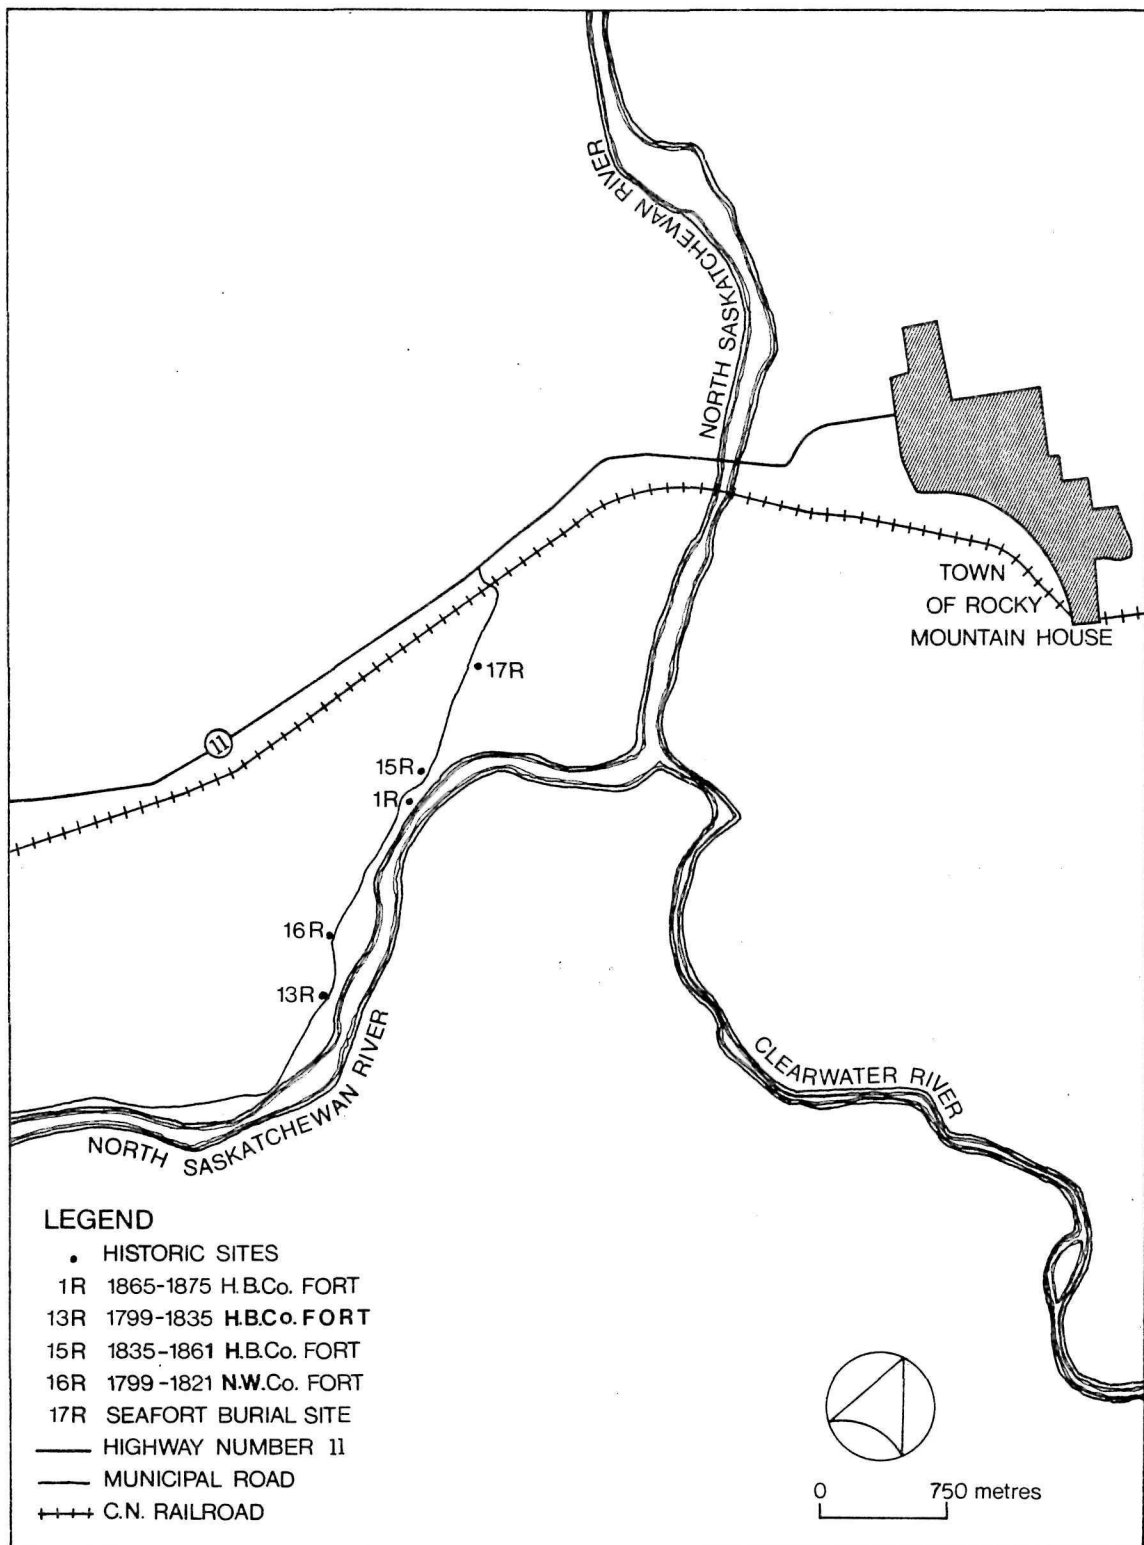 NORTH SASKATCHEWAN RIVER
TOWN
OF ROCKY
MOUNTAIN HOUSE
17R
11
15R
1R
16R
13R
NORTH SASKATCHEWAN RIVER
CLEARWATER RIVER
LEGEND
HISTORIC SITES
1R 1865-1875 H.B.Co. FORT
13R 1799-1835 H.B.Co. FORT
15R 1835-1861 H.B.Co. FORT
16R 1799-1821 N.W.Co. FORT
17R SEAFORT BURIAL SITE
HIGHWAY NUMBER 11
MUNICIPAL ROAD
C.N. RAILROAD
0 750 metres